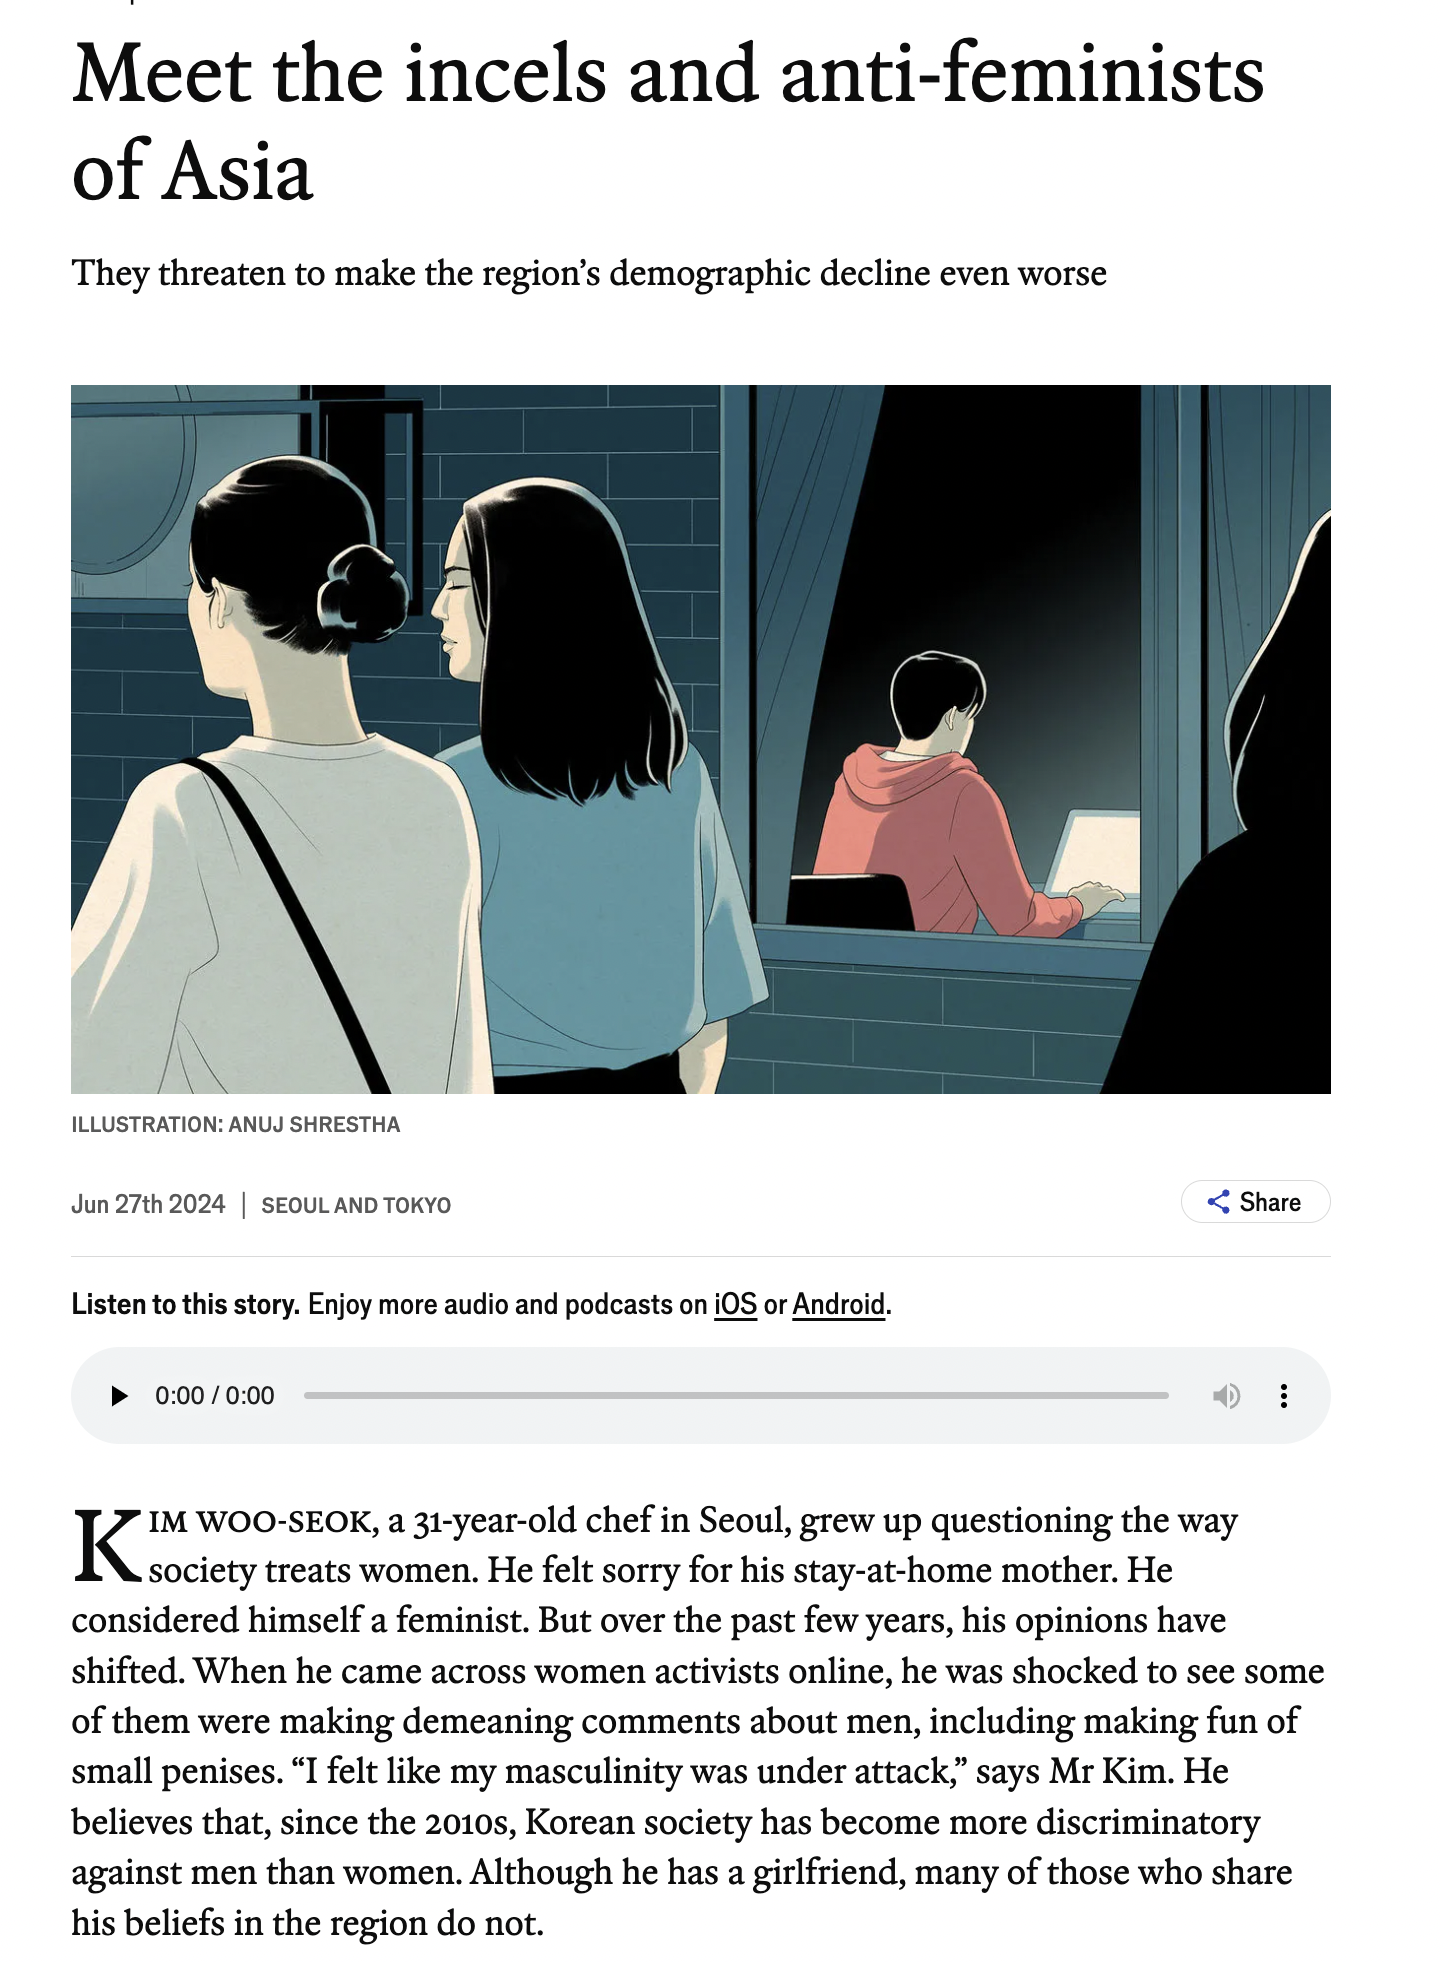 Meet the incels and anti-feminists
of Asia
They threaten to make the region’s demographic decline even worse
ILLUSTRATION: ANUJ SHRESTHA
Jun 27th 2024 | SEOUL AND TOKYO
Share
Listen to this story. Enjoy more audio and podcasts on iOS or Android.
0:00 / 0:00
KIM WOO-SEOK, a 31-year-old chef in Seoul, grew up questioning the way
society treats women. He felt sorry for his stay-at-home mother. He
considered himself a feminist. But over the past few years, his opinions have
shifted. When he came across women activists online, he was shocked to see some
of them were making demeaning comments about men, including making fun of
small penises. “I felt like my masculinity was under attack,” says Mr Kim. He
believes that, since the 2010s, Korean society has become more discriminatory
against men than women. Although he has a girlfriend, many of those who share
his beliefs in the region do not.